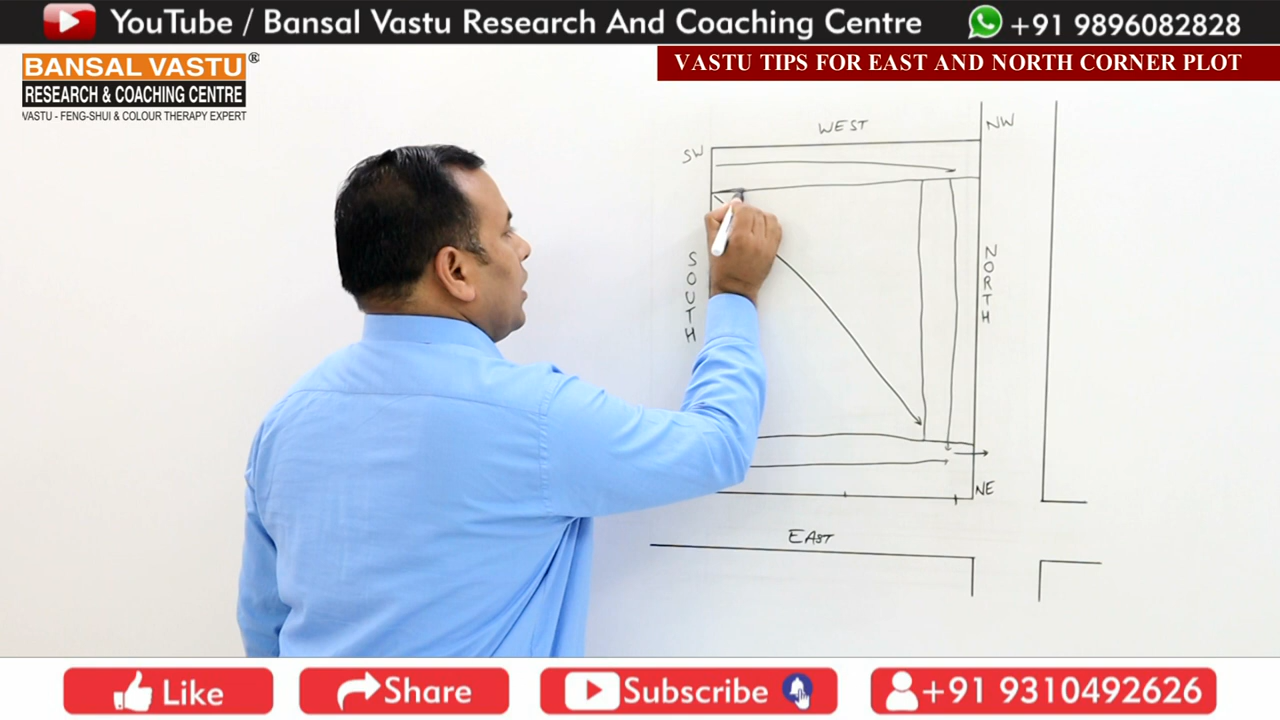 YouTube / Bansal Vastu Research And Coaching Centre
+91 9896082828
BANSAL VASTU®
RESEARCH & COACHING CENTRE
VASTU - FENG-SHUI & COLOUR THERAPY EXPERT
VASTU TIPS FOR EAST AND NORTH CORNER PLOT
WEST
NW
SW
SOUTH
NORTH
NE
EAST
Like
Share
Subscribe
+91 9310492626